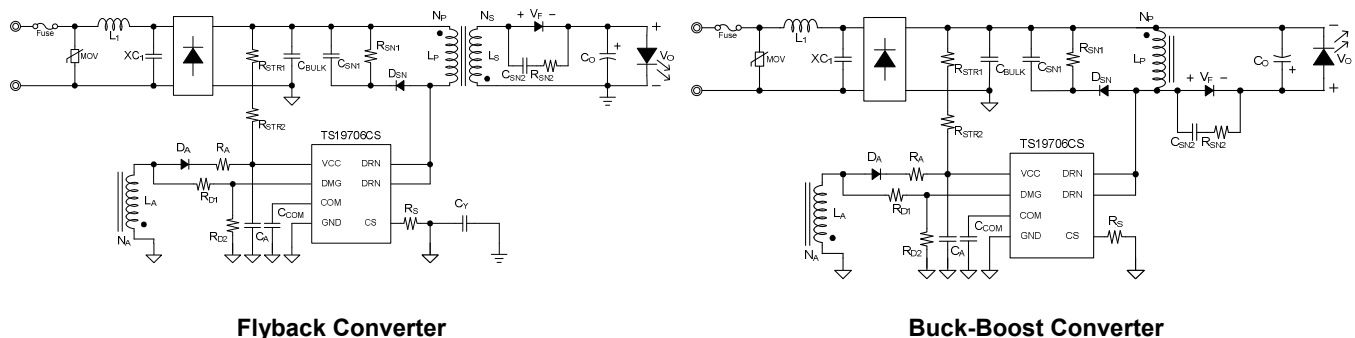 Fuse
MOV
L1
XC1
RSTR1
RSTR2
CBULK
CSN1
RSN1
DSN
NP
LP
NS
LS
+ VF -
CSN2
RSN2
CO
+
+
VO
-
TS19706CS
VCC
DMG
COM
GND
DRN
DRN
CS
DA
RA
RD1
RD2
LA
NA
CA
CCOM
RS
CY
Flyback Converter
Fuse
MOV
L1
XC1
RSTR1
RSTR2
CBULK
CSN1
RSN1
DSN
NP
LP
+ VF -
CSN2
RSN2
CO
+
-
VO
+
TS19706CS
VCC
DMG
COM
GND
DRN
DRN
CS
DA
RA
RD1
RD2
LA
NA
CA
CCOM
RS
Buck-Boost Converter